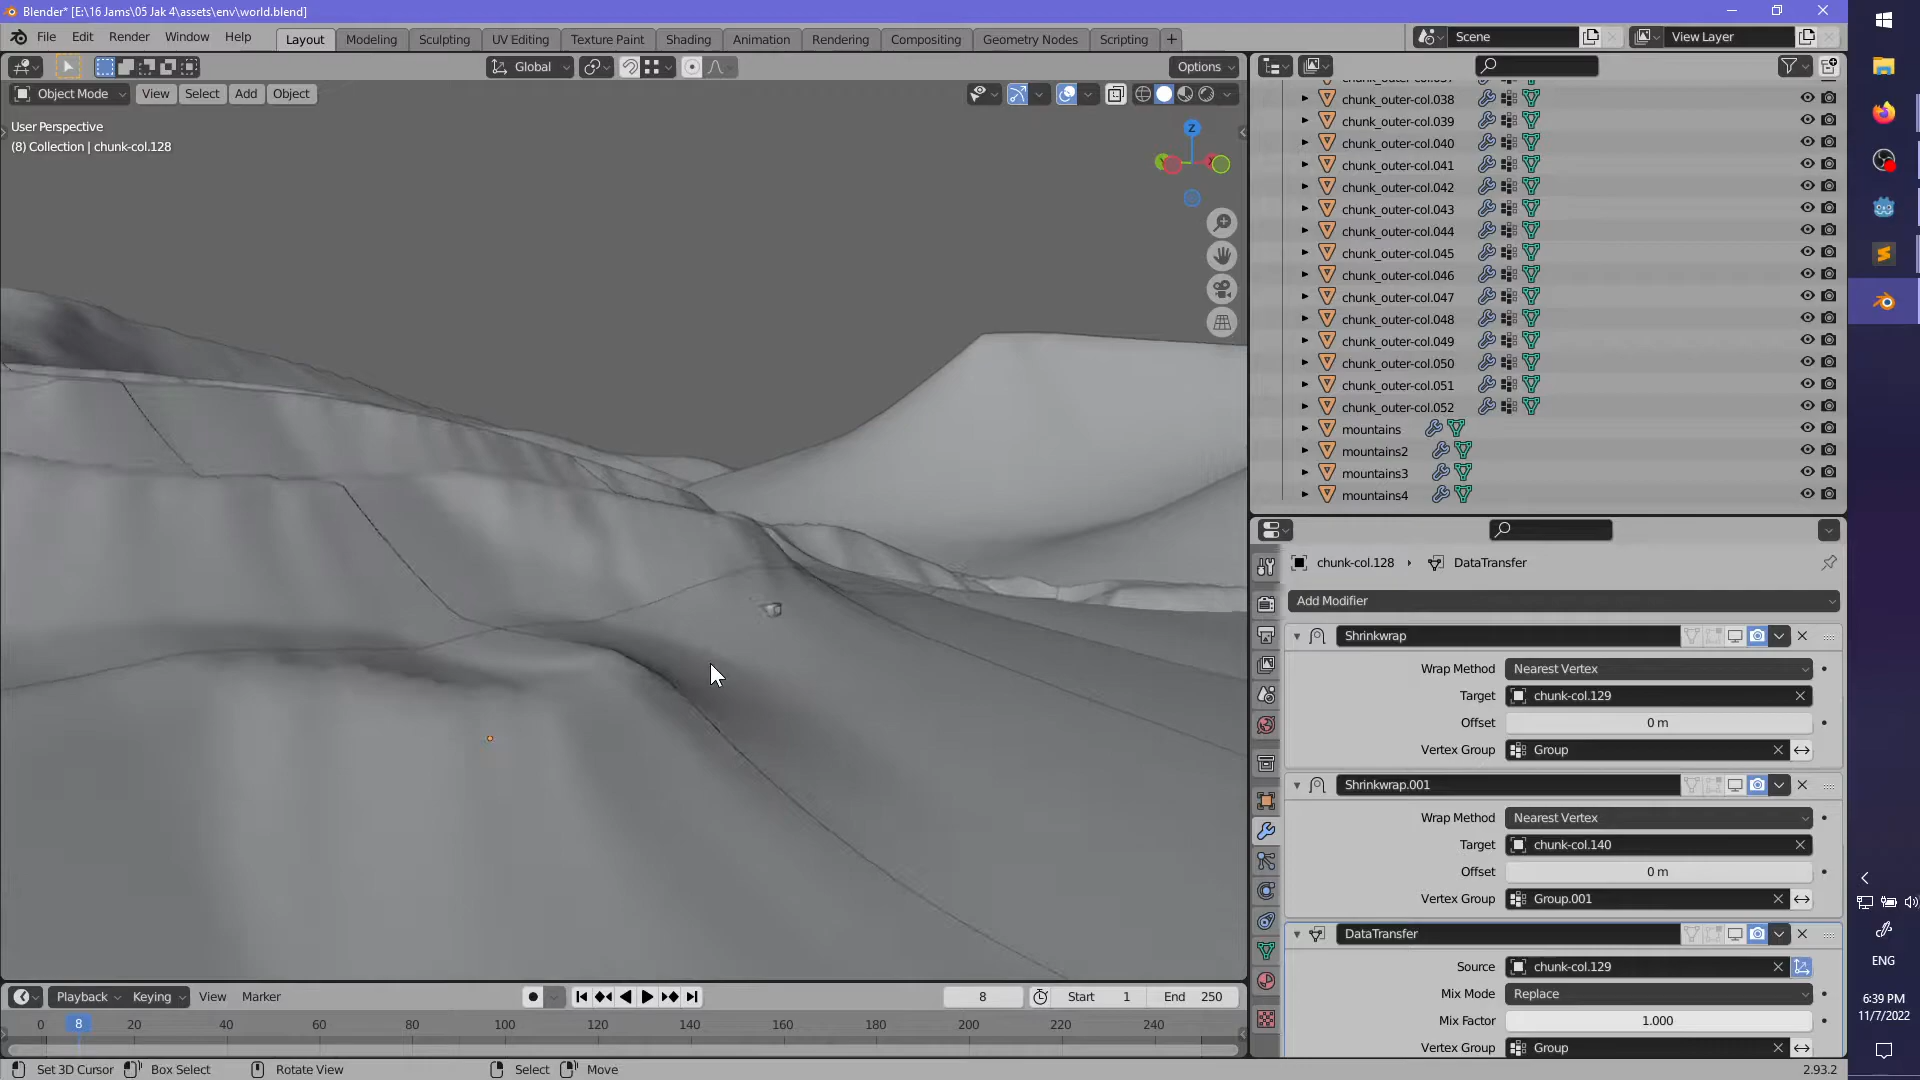 Blender* [E:\16 Jams\05 Jak 4\assets\env\world.blend]
File Edit Render Window Help Layout Modeling Sculpting UV Editing Texture Paint Shading Animation Rendering Compositing Geometry Nodes Scripting + Scene View Layer
Global Options
Object Mode View Select Add Object
User Perspective
(8) Collection | chunk-col.128
Z
chunk_outer-col.038
chunk_outer-col.039
chunk_outer-col.040
chunk_outer-col.041
chunk_outer-col.042
chunk_outer-col.043
chunk_outer-col.044
chunk_outer-col.045
chunk_outer-col.046
chunk_outer-col.047
chunk_outer-col.048
chunk_outer-col.049
chunk_outer-col.050
chunk_outer-col.051
chunk_outer-col.052
mountains
mountains2
mountains3
mountains4
chunk-col.128 › DataTransfer
Add Modifier
Shrinkwrap
Wrap Method Nearest Vertex
Target chunk-col.129
Offset 0 m
Vertex Group Group
Shrinkwrap.001
Wrap Method Nearest Vertex
Target chunk-col.140
Offset 0 m
Vertex Group Group.001
DataTransfer
Source chunk-col.129
Mix Mode Replace
Mix Factor 1.000
Vertex Group Group
Playback Keying View Marker 8 Start 1 End 250
0 8 20 40 60 80 100 120 140 160 180 200 220 240
Set 3D Cursor Box Select Rotate View Select Move 2.93.2
ENG
6:39 PM
11/7/2022